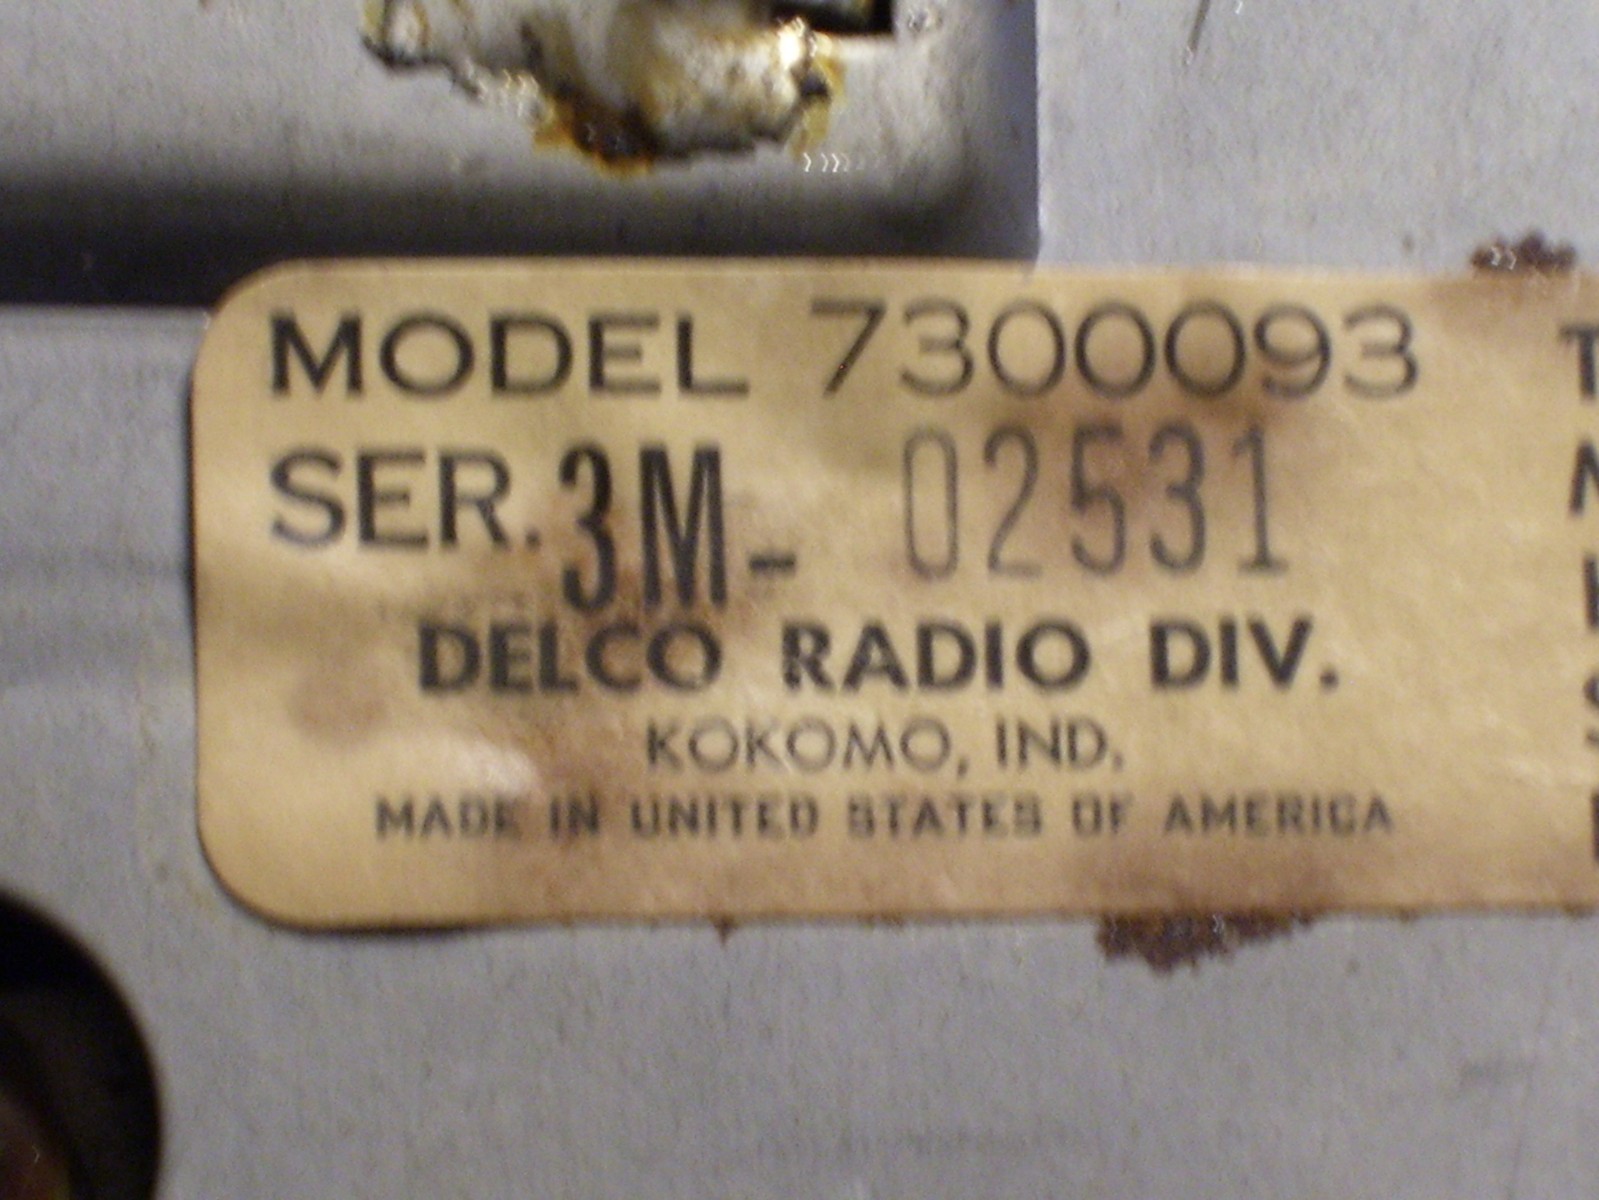 MODEL 7300093
SER. 3M- 02531
DELCO RADIO DIV.
KOKOMO, IND.
MADE IN UNITED STATES OF AMERICA